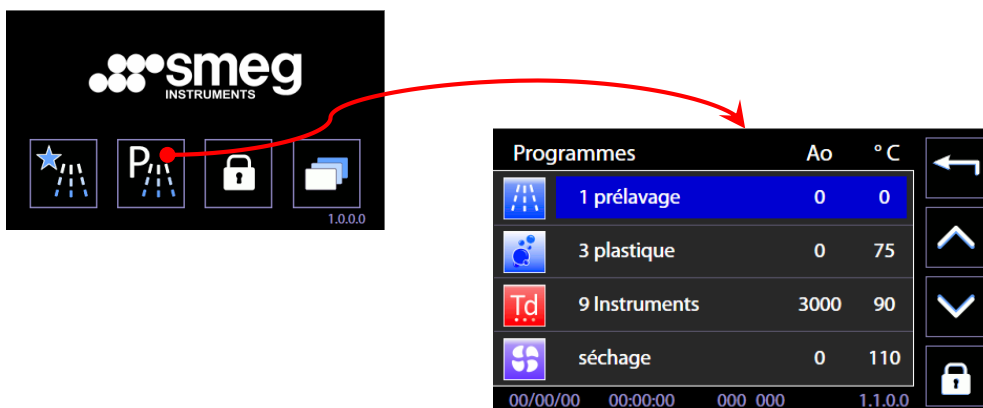 smeg
INSTRUMENTS
P
1.0.0.0
Programmes Ao °C
1 prélavage 0 0
3 plastique 0 75
Td 9 Instruments 3000 90
séchage 0 110
00/00/00 00:00:00 000 000 1.1.0.0